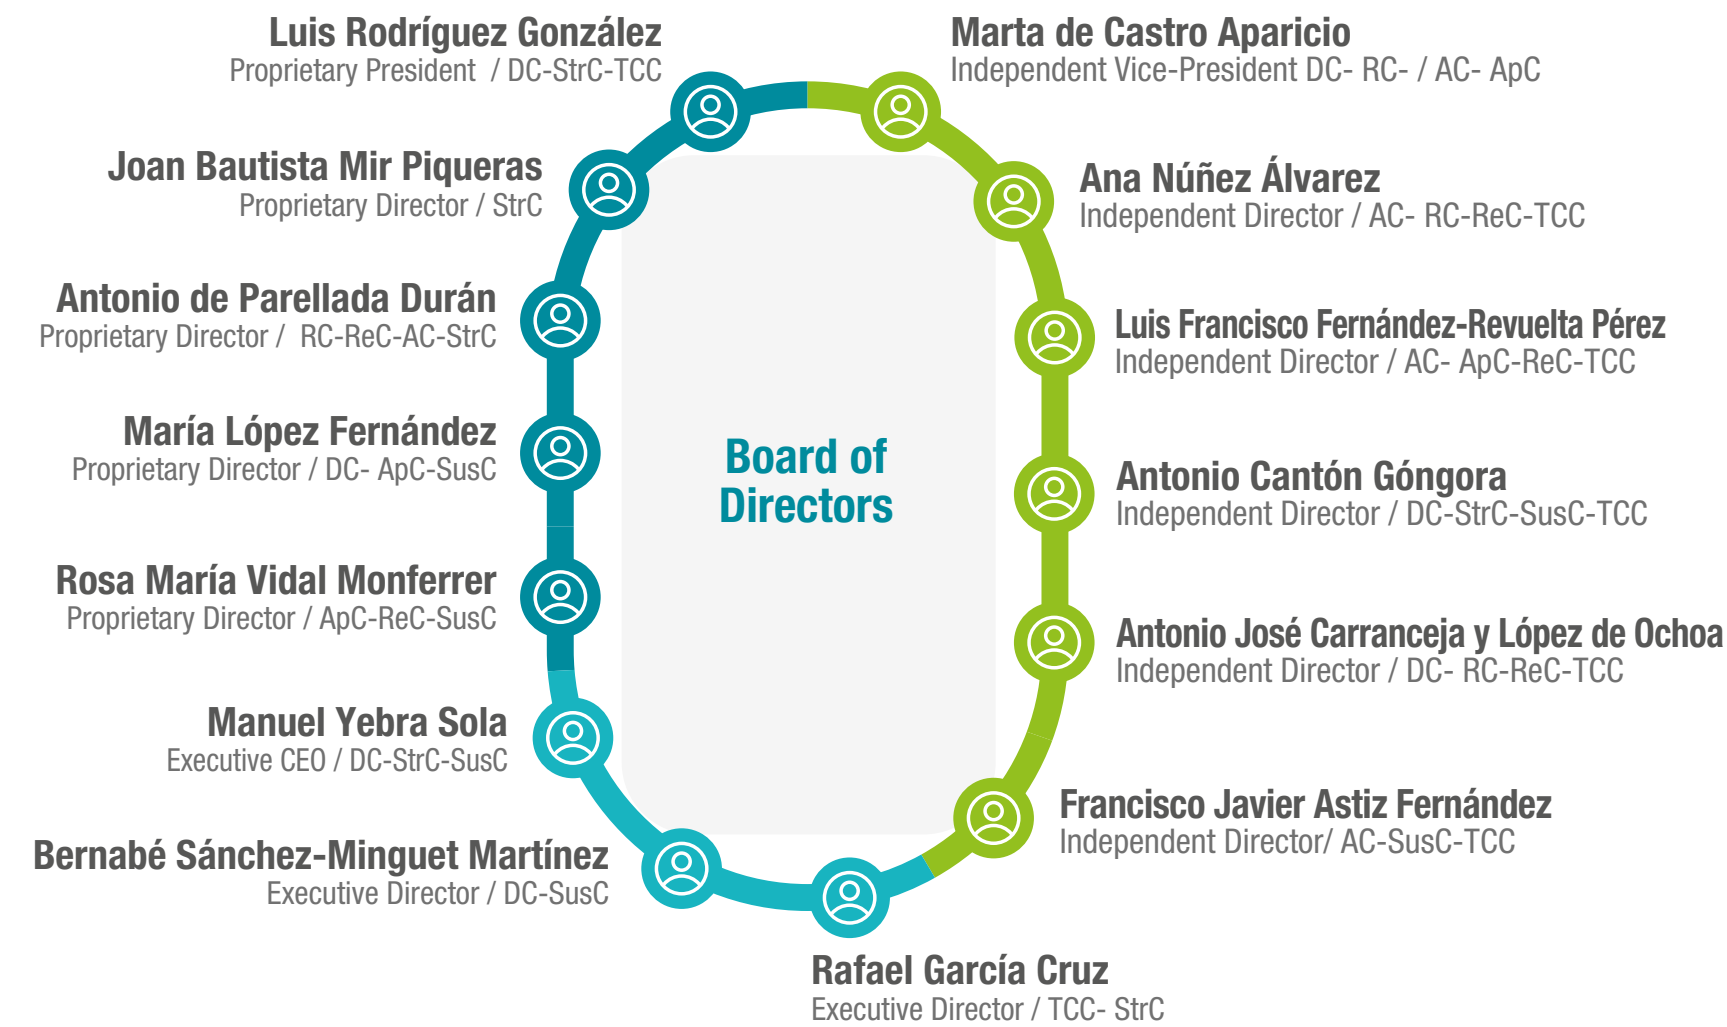 Luis Rodríguez González
Proprietary President / DC-StrC-TCC
Marta de Castro Aparicio
Independent Vice-President DC- RC- / AC- ApC
Joan Bautista Mir Piqueras
Proprietary Director / StrC
Ana Núñez Álvarez
Independent Director / AC- RC-ReC-TCC
Antonio de Parellada Durán
Proprietary Director / RC-ReC-AC-StrC
Luis Francisco Fernández-Revuelta Pérez
Independent Director / AC- ApC-ReC-TCC
María López Fernández
Proprietary Director / DC- ApC-SusC
Board of
Directors
Antonio Cantón Góngora
Independent Director / DC-StrC-SusC-TCC
Rosa María Vidal Monferrer
Proprietary Director / ApC-ReC-SusC
Antonio José Carranceja y López de Ochoa
Independent Director / DC- RC-ReC-TCC
Manuel Yebra Sola
Executive CEO / DC-StrC-SusC
Francisco Javier Astiz Fernández
Independent Director/ AC-SusC-TCC
Bernabé Sánchez-Minguet Martínez
Executive Director / DC-SusC
Rafael García Cruz
Executive Director / TCC- StrC